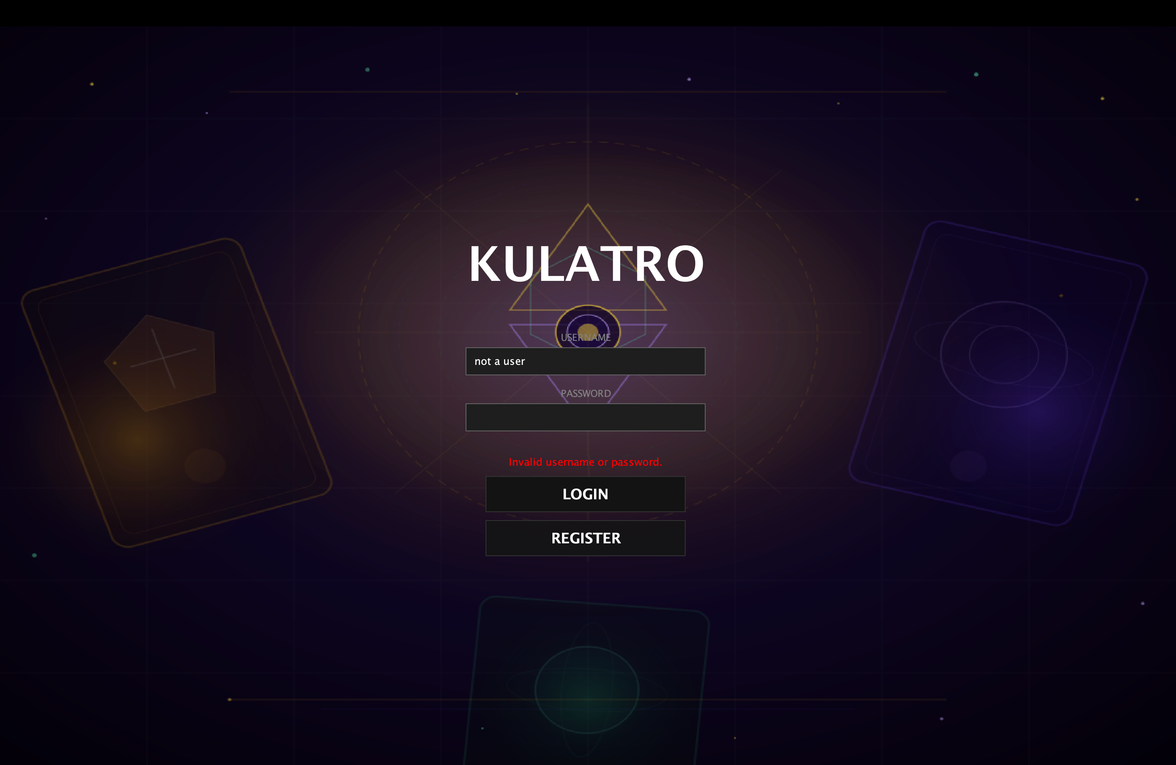 KULATRO
USERNAME
not a user
PASSWORD
Invalid username or password.
LOGIN
REGISTER